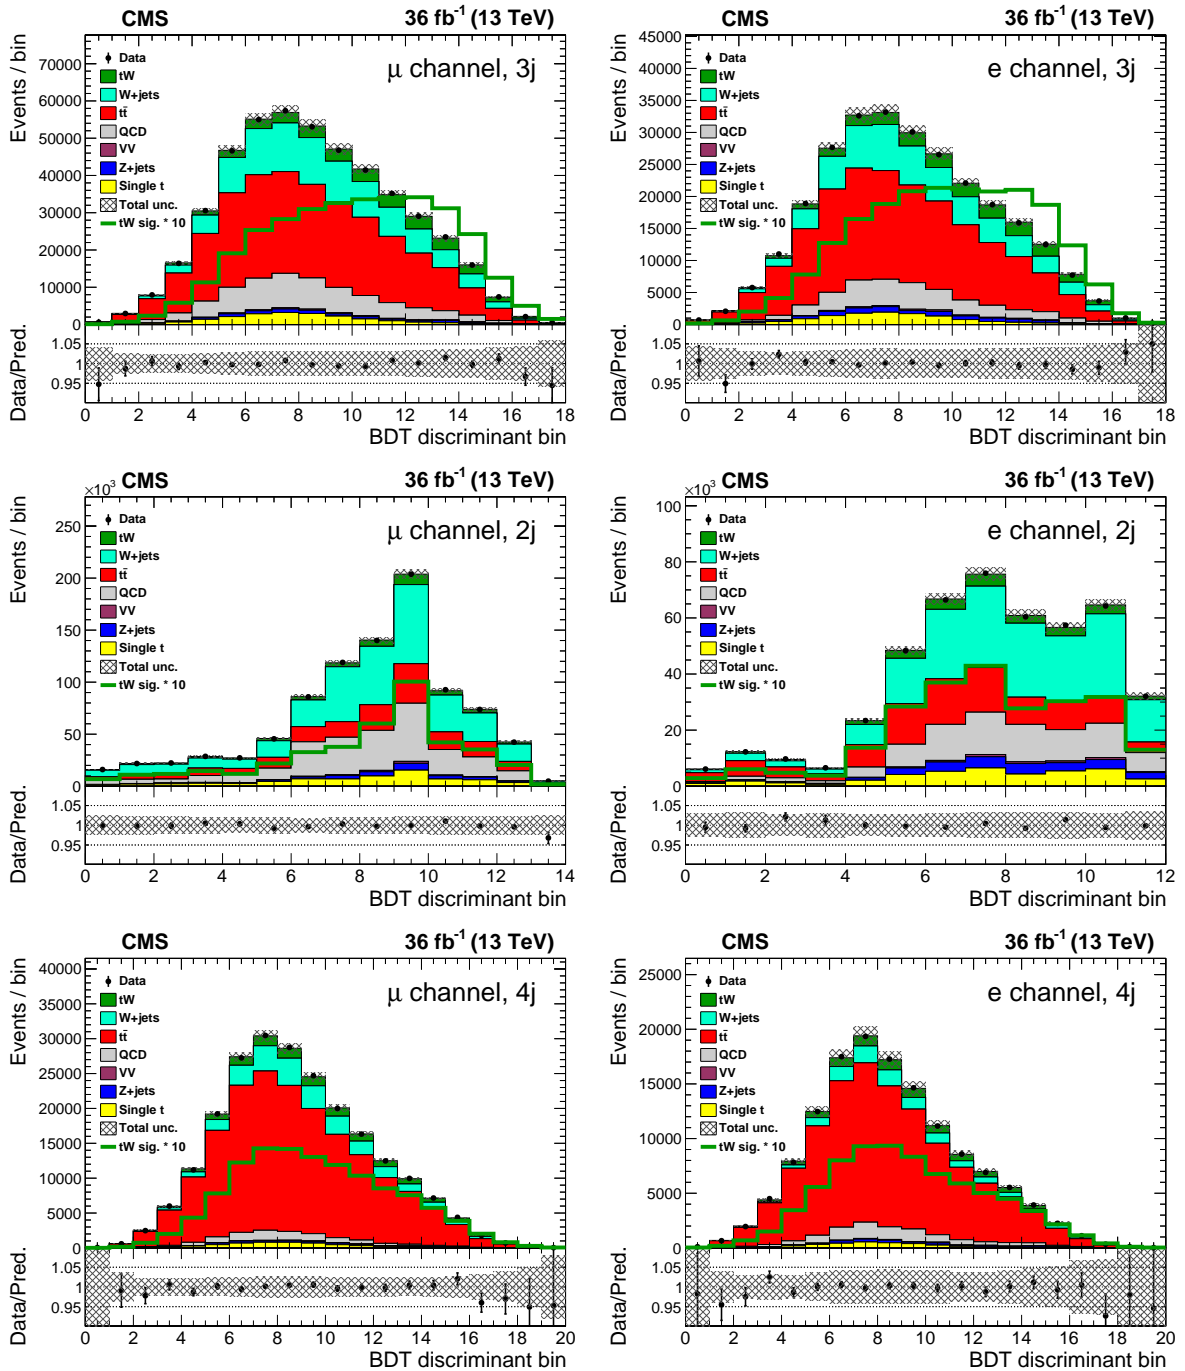 CMS 36 fb⁻¹ (13 TeV)
μ channel, 3j
Events / bin
70000
60000
50000
40000
30000
20000
10000
0
Data
tW
W+jets
tt̄
QCD
VV
Z+jets
Single t
Total unc.
tW sig. * 10
Data/Pred.
1.05
1
0.95
0 2 4 6 8 10 12 14 16 18
BDT discriminant bin
CMS 36 fb⁻¹ (13 TeV)
e channel, 3j
Events / bin
45000
40000
35000
30000
25000
20000
15000
10000
5000
0
Data
tW
W+jets
tt̄
QCD
VV
Z+jets
Single t
Total unc.
tW sig. * 10
Data/Pred.
1.05
1
0.95
0 2 4 6 8 10 12 14 16 18
BDT discriminant bin
×10³ CMS 36 fb⁻¹ (13 TeV)
μ channel, 2j
Events / bin
250
200
150
100
50
0
Data
tW
W+jets
tt̄
QCD
VV
Z+jets
Single t
Total unc.
tW sig. * 10
Data/Pred.
1.05
1
0.95
0 2 4 6 8 10 12 14
BDT discriminant bin
×10³ CMS 36 fb⁻¹ (13 TeV)
e channel, 2j
Events / bin
100
80
60
40
20
0
Data
tW
W+jets
tt̄
QCD
VV
Z+jets
Single t
Total unc.
tW sig. * 10
Data/Pred.
1.05
1
0.95
0 2 4 6 8 10 12
BDT discriminant bin
CMS 36 fb⁻¹ (13 TeV)
μ channel, 4j
Events / bin
40000
35000
30000
25000
20000
15000
10000
5000
0
Data
tW
W+jets
tt̄
QCD
VV
Z+jets
Single t
Total unc.
tW sig. * 10
Data/Pred.
1.05
1
0.95
0 2 4 6 8 10 12 14 16 18 20
BDT discriminant bin
CMS 36 fb⁻¹ (13 TeV)
e channel, 4j
Events / bin
25000
20000
15000
10000
5000
0
Data
tW
W+jets
tt̄
QCD
VV
Z+jets
Single t
Total unc.
tW sig. * 10
Data/Pred.
1.05
1
0.95
0 2 4 6 8 10 12 14 16 18 20
BDT discriminant bin